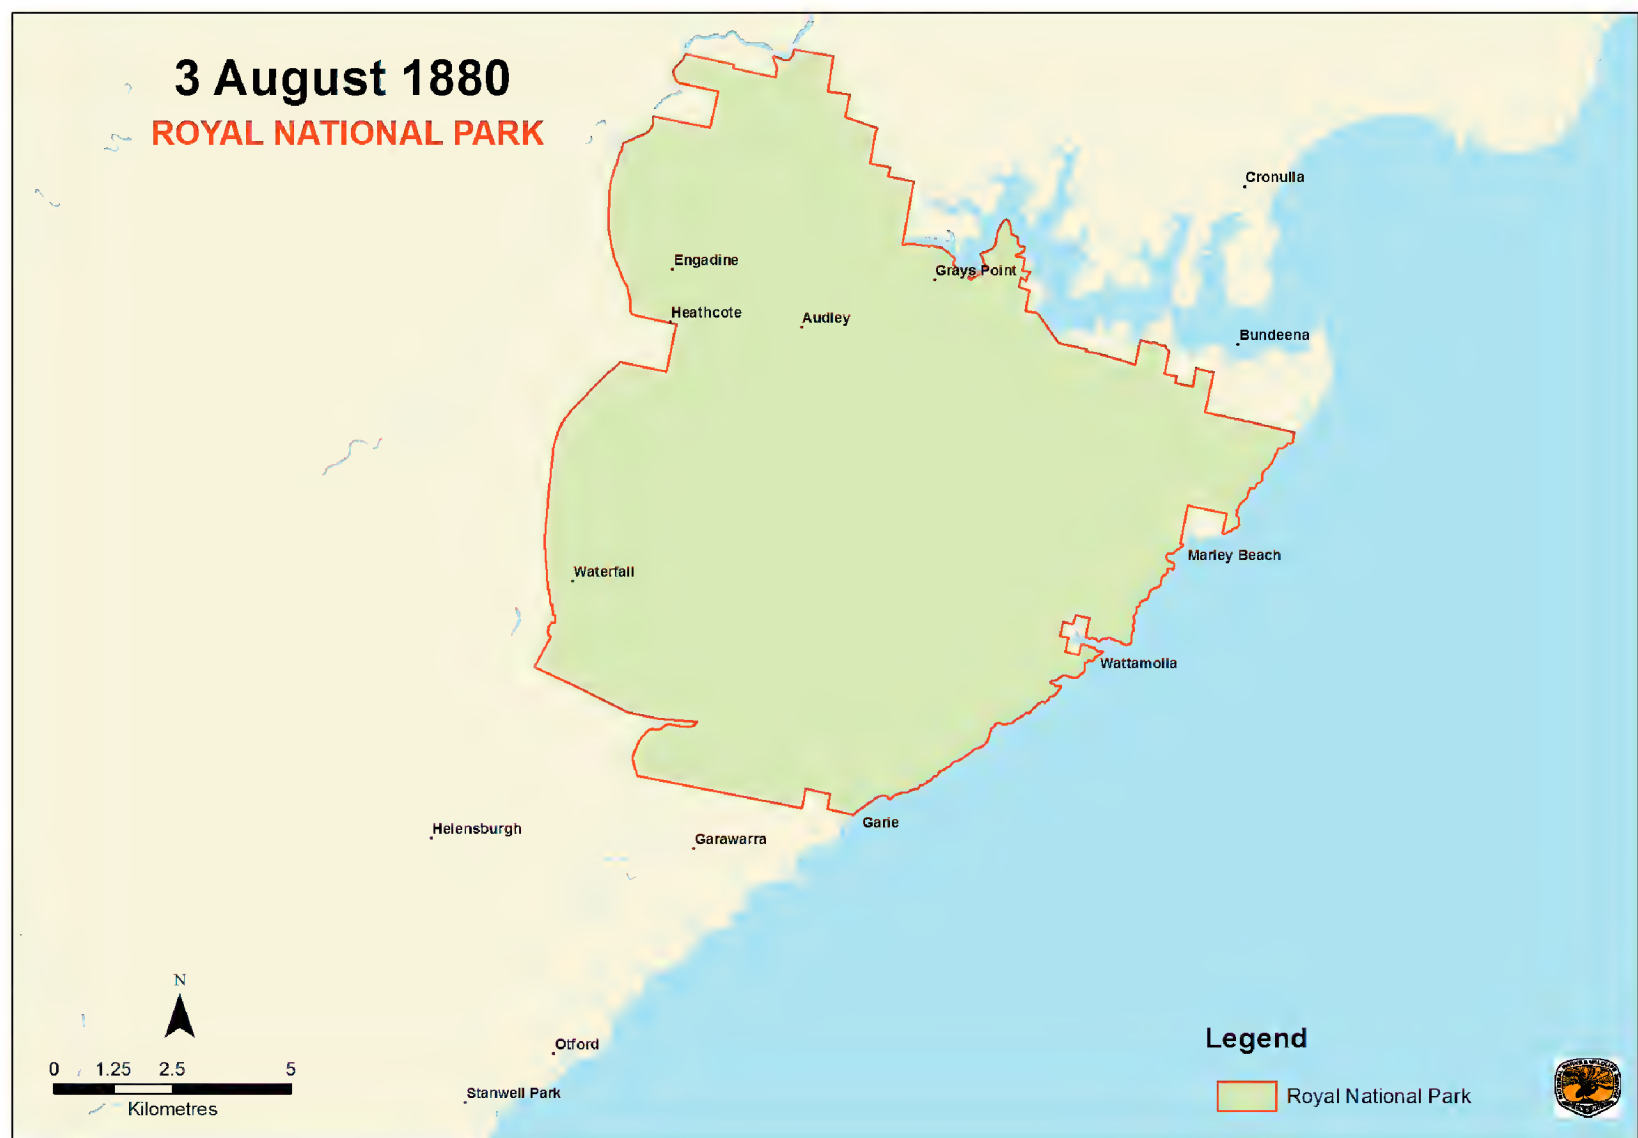 3 August 1880
ROYAL NATIONAL PARK
Cronulla
Engadine
Grays Point
Heathcote
Audley
Bundeena
Marley Beach
Waterfall
Wattamolla
Garie
Helensburgh
Garawarra
N
Otford
Legend
0 1.25 2.5 5
Stanwell Park
Royal National Park
Kilometres